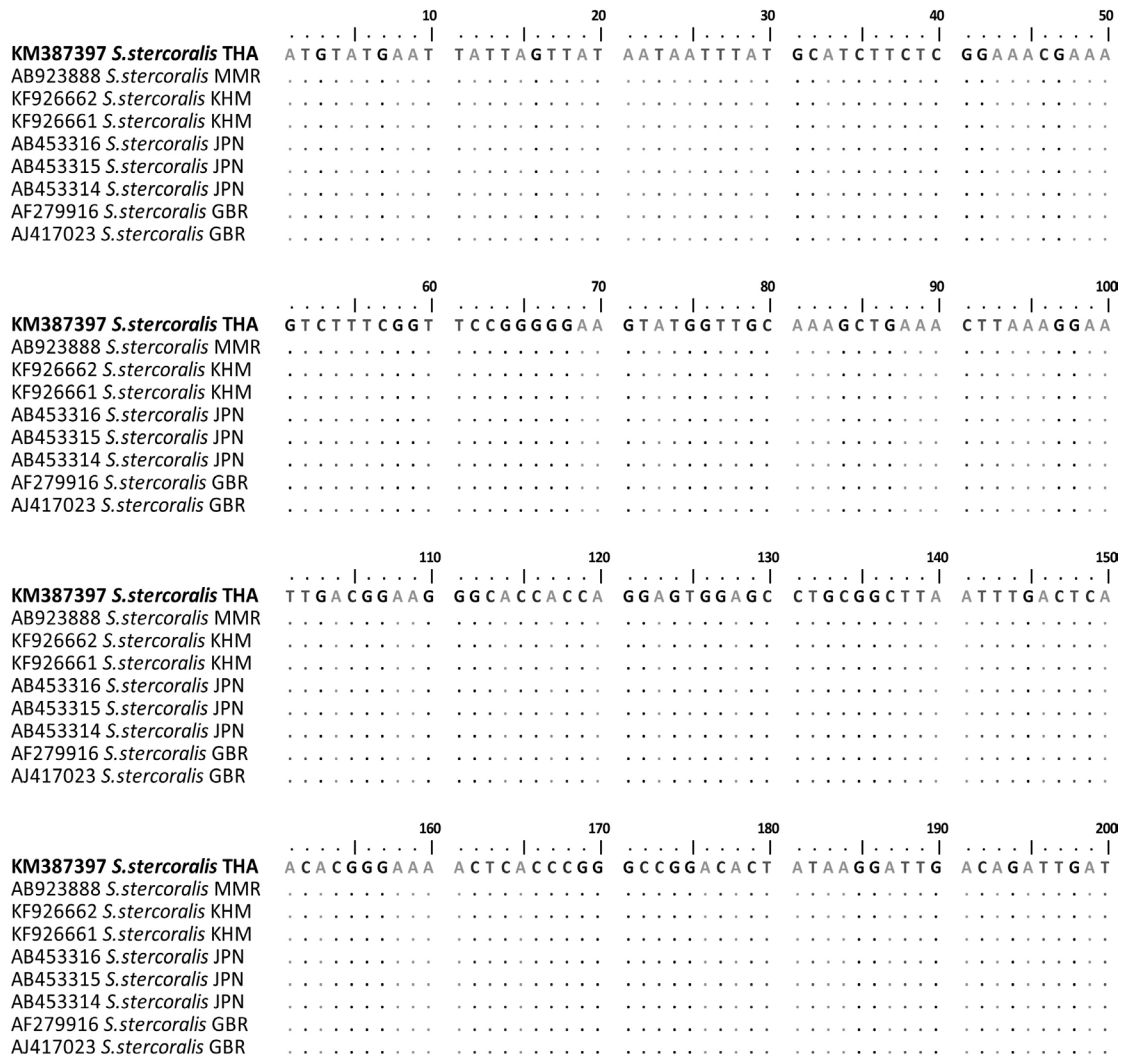 10 20 30 40 50
. . . . | . . . . | . . . . | . . . . | . . . . | . . . . | . . . . | . . . . | . . . . | . . . . |
KM387397 S.stercoralis THA ATGTATGAAT TATTAGTTAT AATAATTTAT GCATCTTCTC GGAAACGAAA
AB923888 S.stercoralis MMR .......... .......... .......... .......... ..........
KF926662 S.stercoralis KHM .......... .......... .......... .......... ..........
KF926661 S.stercoralis KHM .......... .......... .......... .......... ..........
AB453316 S.stercoralis JPN .......... .......... .......... .......... ..........
AB453315 S.stercoralis JPN .......... .......... .......... .......... ..........
AB453314 S.stercoralis JPN .......... .......... .......... .......... ..........
AF279916 S.stercoralis GBR .......... .......... .......... .......... ..........
AJ417023 S.stercoralis GBR .......... .......... .......... .......... ..........
60 70 80 90 100
. . . . | . . . . | . . . . | . . . . | . . . . | . . . . | . . . . | . . . . | . . . . | . . . . |
KM387397 S.stercoralis THA GTCTTTCGGT TCCGGGGGAA GTATGGTTGC AAAGCTGAAA CTTAAAGGAA
AB923888 S.stercoralis MMR .......... .......... .......... .......... ..........
KF926662 S.stercoralis KHM .......... .......... .......... .......... ..........
KF926661 S.stercoralis KHM .......... .......... .......... .......... ..........
AB453316 S.stercoralis JPN .......... .......... .......... .......... ..........
AB453315 S.stercoralis JPN .......... .......... .......... .......... ..........
AB453314 S.stercoralis JPN .......... .......... .......... .......... ..........
AF279916 S.stercoralis GBR .......... .......... .......... .......... ..........
AJ417023 S.stercoralis GBR .......... .......... .......... .......... ..........
110 120 130 140 150
. . . . | . . . . | . . . . | . . . . | . . . . | . . . . | . . . . | . . . . | . . . . | . . . . |
KM387397 S.stercoralis THA TTGACGGAAG GGCACCACCA GGAGTGGAGC CTGCGGCTTA ATTTGACTCA
AB923888 S.stercoralis MMR .......... .......... .......... .......... ..........
KF926662 S.stercoralis KHM .......... .......... .......... .......... ..........
KF926661 S.stercoralis KHM .......... .......... .......... .......... ..........
AB453316 S.stercoralis JPN .......... .......... .......... .......... ..........
AB453315 S.stercoralis JPN .......... .......... .......... .......... ..........
AB453314 S.stercoralis JPN .......... .......... .......... .......... ..........
AF279916 S.stercoralis GBR .......... .......... .......... .......... ..........
AJ417023 S.stercoralis GBR .......... .......... .......... .......... ..........
160 170 180 190 200
. . . . | . . . . | . . . . | . . . . | . . . . | . . . . | . . . . | . . . . | . . . . | . . . . |
KM387397 S.stercoralis THA ACACGGGAAA ACTCACCCGG GCCGGACACT ATAAGGATTG ACAGATTGAT
AB923888 S.stercoralis MMR .......... .......... .......... .......... ..........
KF926662 S.stercoralis KHM .......... .......... .......... .......... ..........
KF926661 S.stercoralis KHM .......... .......... .......... .......... ..........
AB453316 S.stercoralis JPN .......... .......... .......... .......... ..........
AB453315 S.stercoralis JPN .......... .......... .......... .......... ..........
AB453314 S.stercoralis JPN .......... .......... .......... .......... ..........
AF279916 S.stercoralis GBR .......... .......... .......... .......... ..........
AJ417023 S.stercoralis GBR .......... .......... .......... .......... ..........